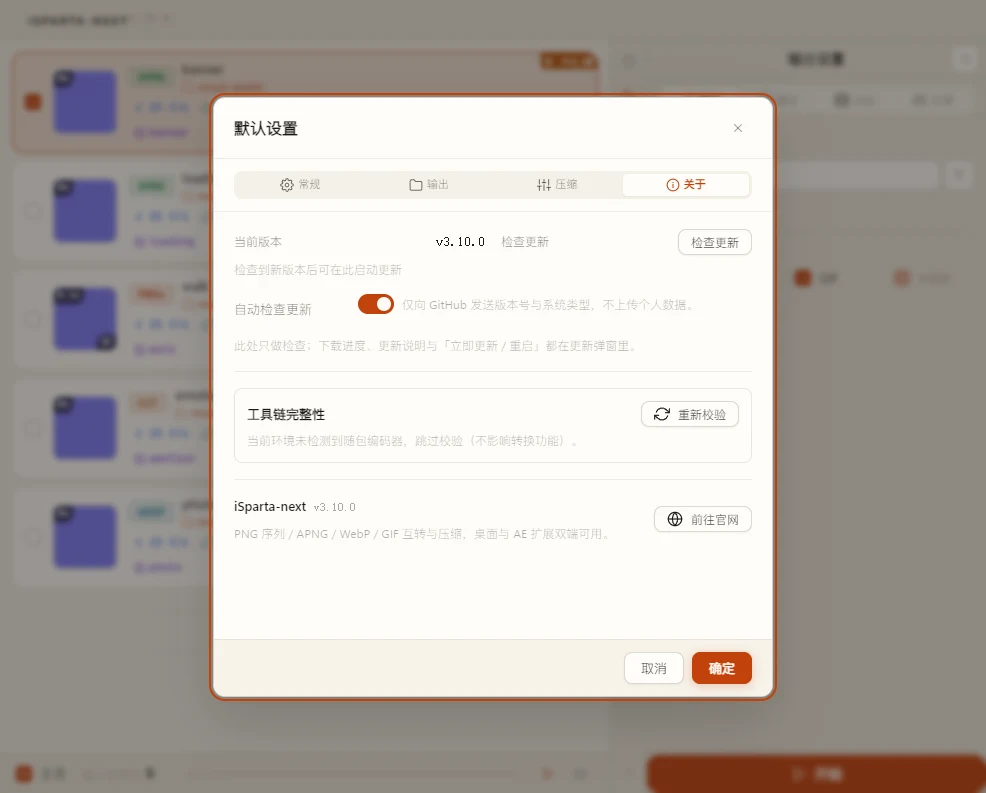 iSPARTA-NEXT
默认设置
常规 输出 压缩 关于
当前版本 v3.10.0 检查更新 检查更新
检查到新版本后可在此启动更新
自动检查更新 仅向 GitHub 发送版本号与系统类型，不上传个人数据。
此处只做检查；下载进度、更新说明与「立即更新 / 重启」都在更新弹窗里。
工具链完整性 重新校验
当前环境未检测到随包编码器，跳过校验（不影响转换功能）。
iSparta-next v3.10.0
前往官网
PNG 序列 / APNG / WebP / GIF 互转与压缩，桌面与 AE 扩展双端可用。
取消 确定